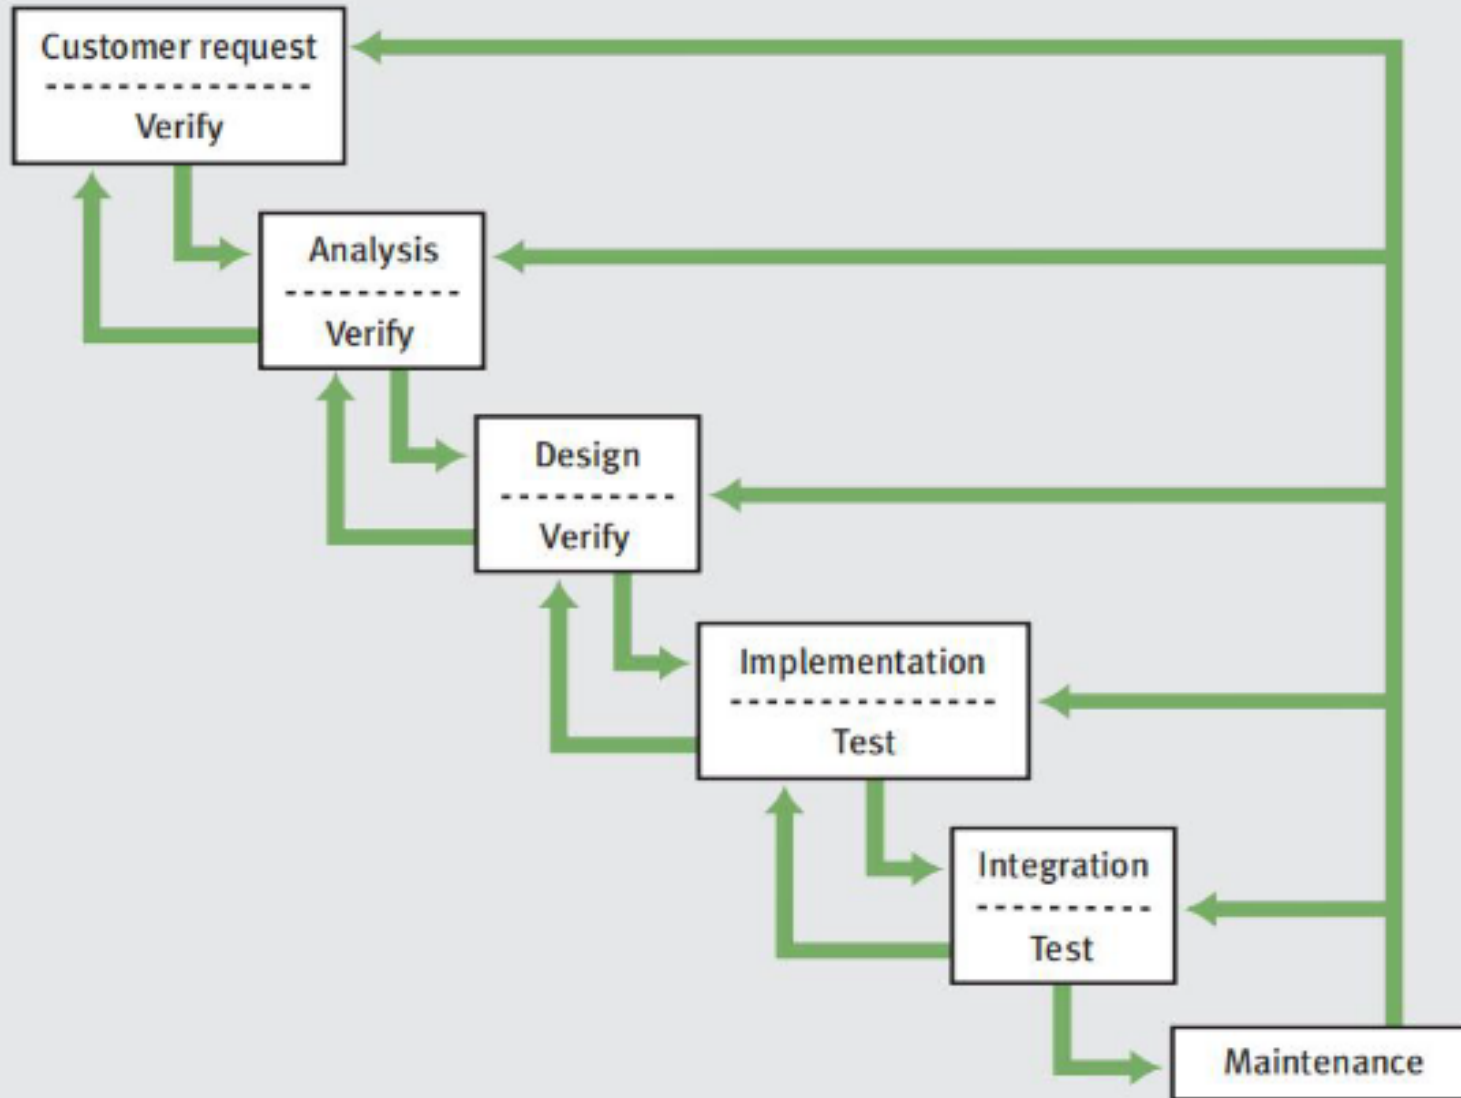 Customer request
Verify
Analysis
Verify
Design
Verify
Implementation
Test
Integration
Test
Maintenance